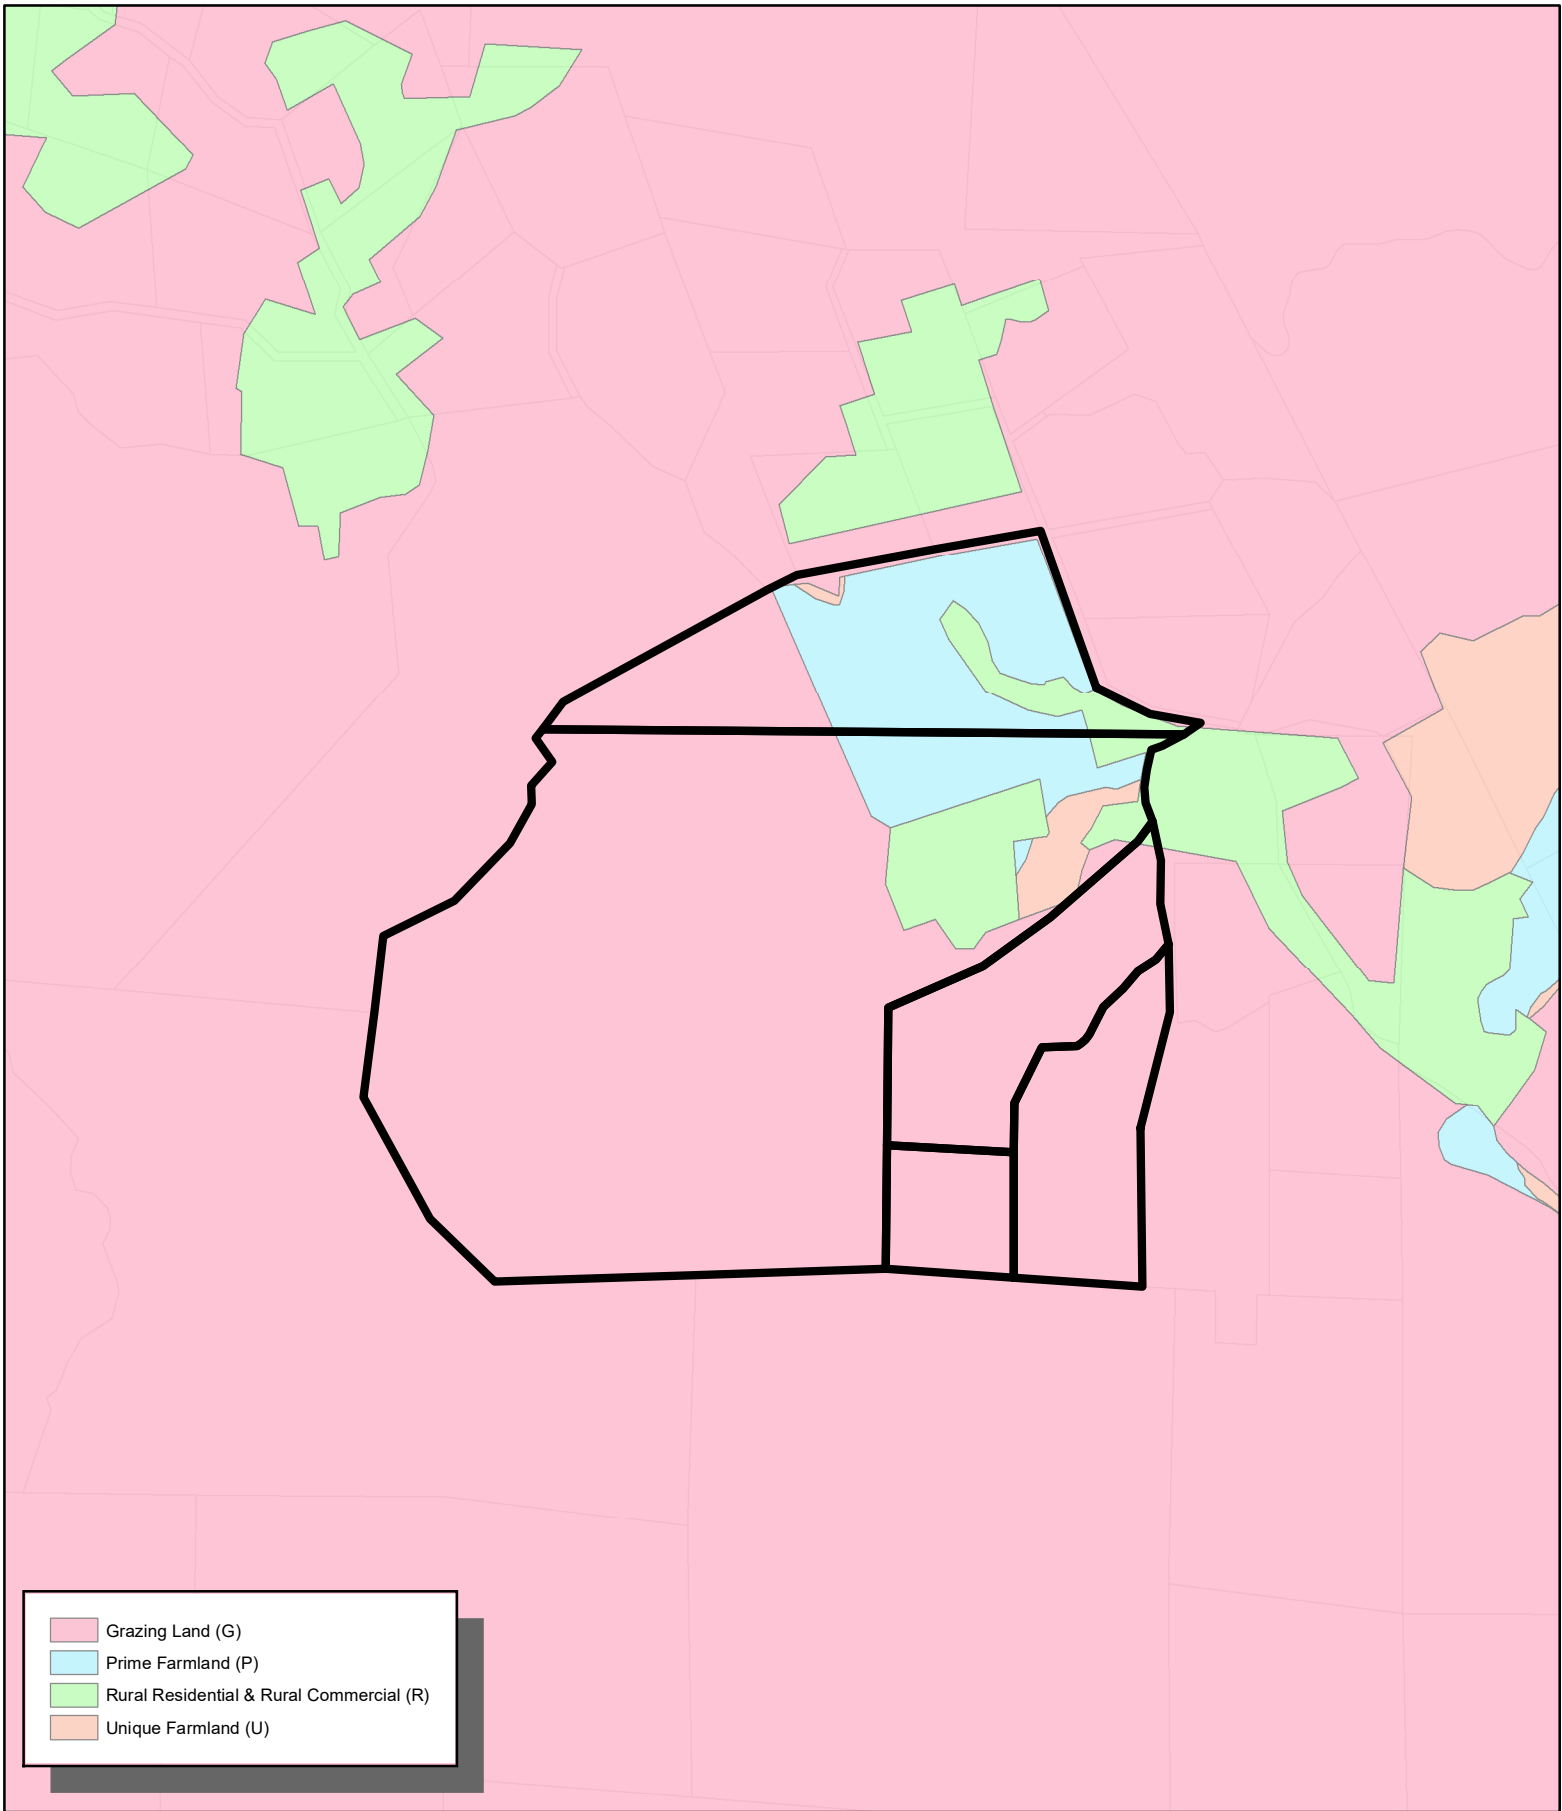 Grazing Land (G)
Prime Farmland (P)
Rural Residential & Rural Commercial (R)
Unique Farmland (U)